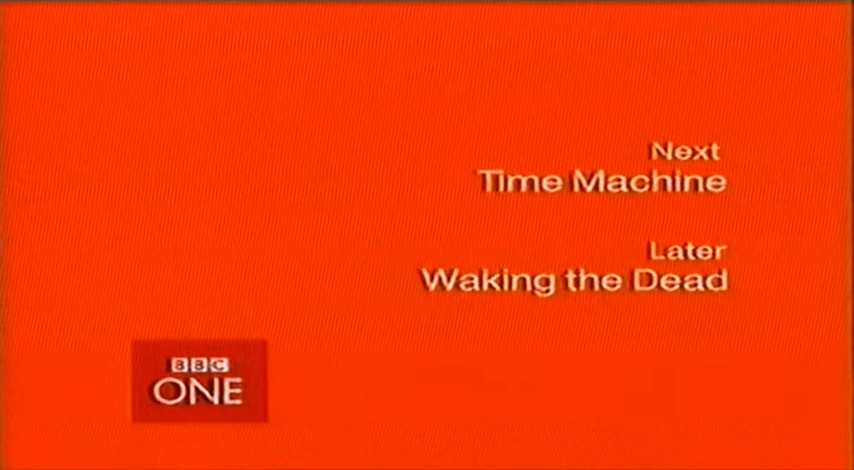 Next
Time Machine
Later
Waking the Dead
BBC
ONE